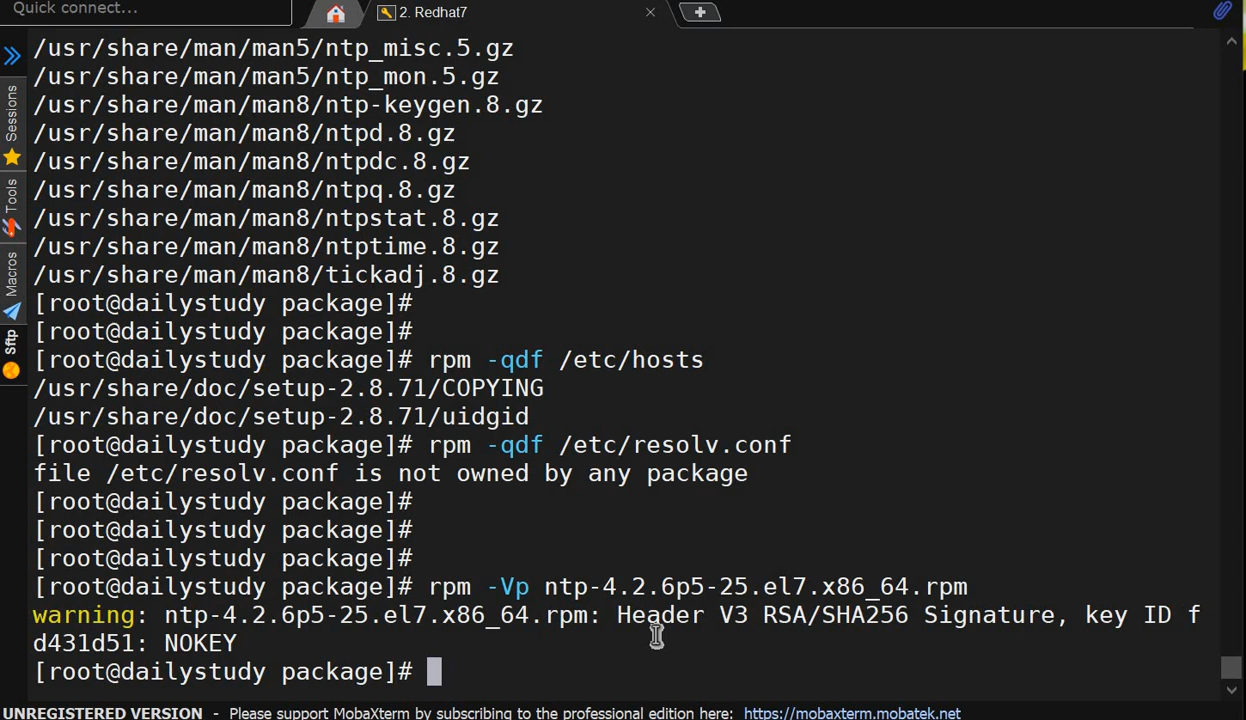 Quick connect...
2. Redhat7
Sessions
Tools
Macros
Sftp
/usr/share/man/man5/ntp_misc.5.gz
/usr/share/man/man5/ntp_mon.5.gz
/usr/share/man/man8/ntp-keygen.8.gz
/usr/share/man/man8/ntpd.8.gz
/usr/share/man/man8/ntpdc.8.gz
/usr/share/man/man8/ntpq.8.gz
/usr/share/man/man8/ntpstat.8.gz
/usr/share/man/man8/ntptime.8.gz
/usr/share/man/man8/tickadj.8.gz
[root@dailystudy package]#
[root@dailystudy package]#
[root@dailystudy package]# rpm -qdf /etc/hosts
/usr/share/doc/setup-2.8.71/COPYING
/usr/share/doc/setup-2.8.71/uidgid
[root@dailystudy package]# rpm -qdf /etc/resolv.conf
file /etc/resolv.conf is not owned by any package
[root@dailystudy package]#
[root@dailystudy package]#
[root@dailystudy package]#
[root@dailystudy package]# rpm -Vp ntp-4.2.6p5-25.el7.x86_64.rpm
warning: ntp-4.2.6p5-25.el7.x86_64.rpm: Header V3 RSA/SHA256 Signature, key ID f
d431d51: NOKEY
[root@dailystudy package]#
UNREGISTERED VERSION - Please support MobaXterm by subscribing to the professional edition here: https://mobaxterm.mobatek.net